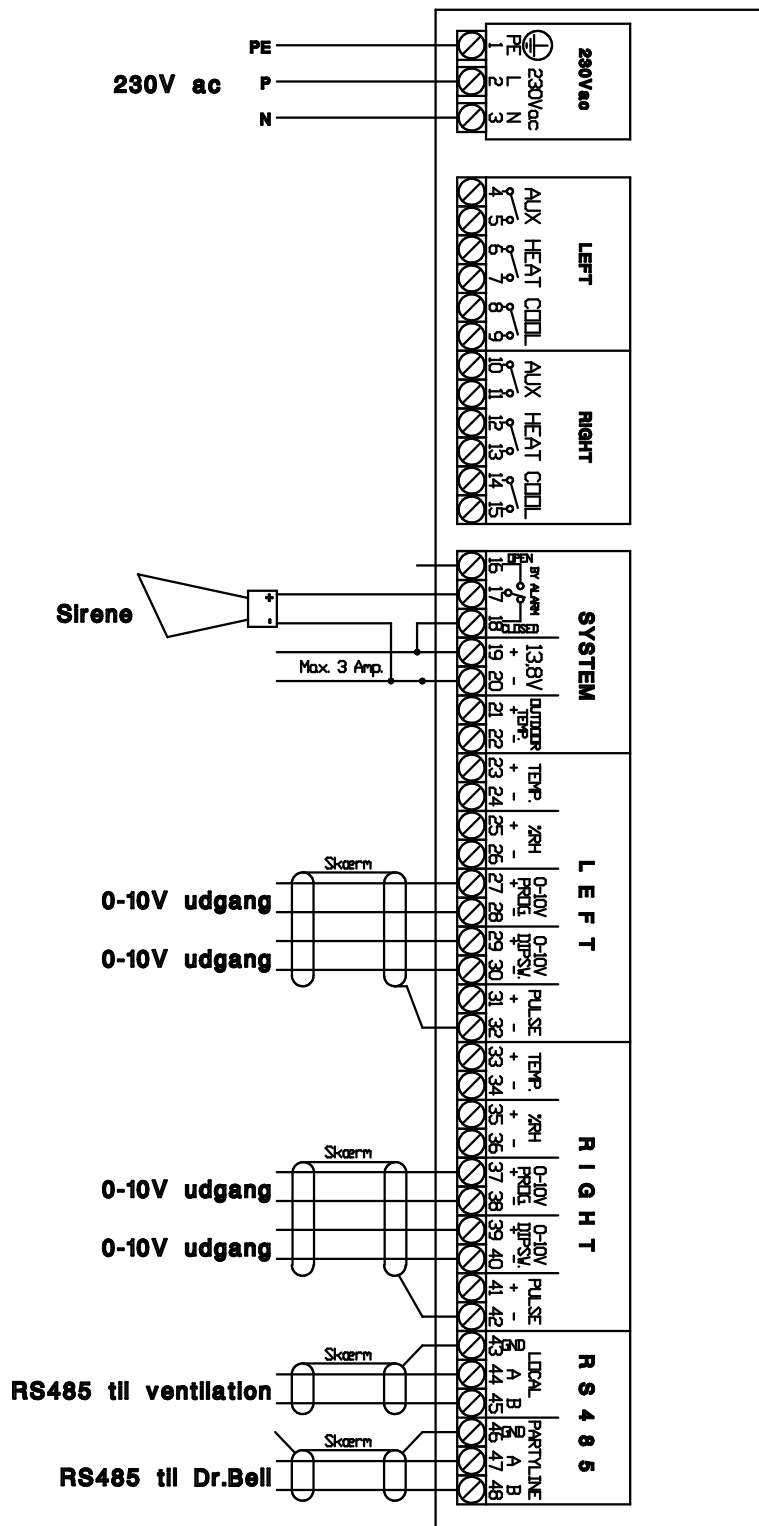 PE
230V ac P
N
1 PE
2 L
3 N
230Vac
230Vac
4
5
AUX
6
7
HEAT
8
9
COOL
LEFT
10
11
AUX
12
13
HEAT
14
15
COOL
RIGHT
Sirene
+
-
Max. 3 Amp.
16 OPEN
17 BY ALARM
18 CLOSED
19 +
20 -
13,8V
21 +
22 -
OUTDOOR
TEMP.
SYSTEM
23 +
24 -
TEMP.
25 +
26 -
%RH
Skærm
0-10V udgang
27 +
28 -
0-10V
PROG.
0-10V udgang
29 +
30 -
0-10V
DIPSW.
31 +
32 -
PULSE
LEFT
33 +
34 -
TEMP.
35 +
36 -
%RH
Skærm
0-10V udgang
37 +
38 -
0-10V
PROG.
0-10V udgang
39 +
40 -
0-10V
DIPSW.
41 +
42 -
PULSE
RIGHT
Skærm
RS485 til ventilation
43 GND
44 A
45 B
LOCAL
Skærm
RS485 til Dr.Bell
46 GND
47 A
48 B
PARTYLINE
RS485